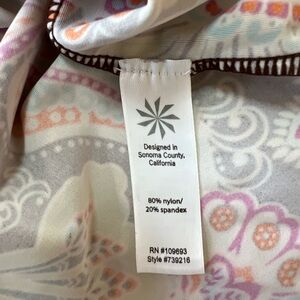 Designed in
Sonoma County,
California
80% nylon/
20% spandex
RN #109693
Style #739216